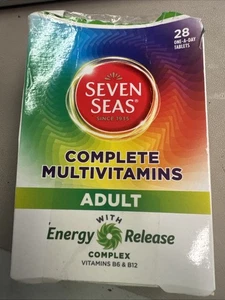 28
ONE-A-DAY
TABLETS
SEVEN
SEAS®
SINCE 1935
COMPLETE
MULTIVITAMINS
ADULT
WITH
Energy Release
COMPLEX
VITAMINS B6 & B12